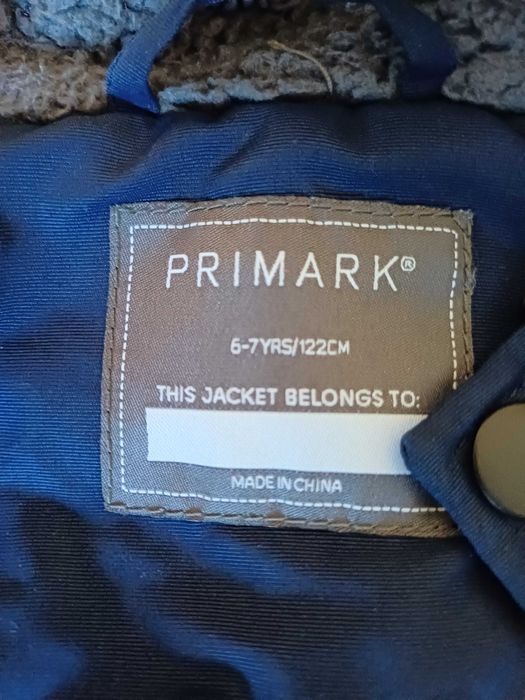 PRIMARK®
6-7YRS/122CM
THIS JACKET BELONGS TO:
MADE IN CHINA